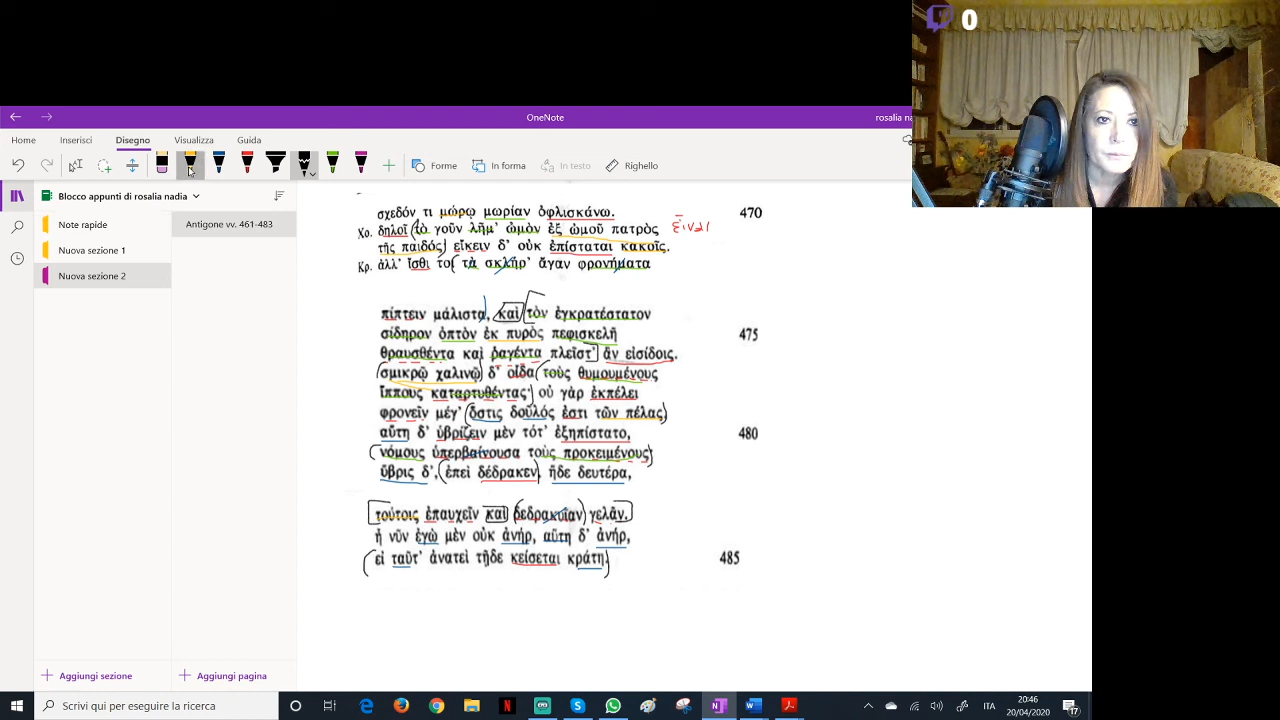 0
OneNote
rosalia na
Home
Inserisci
Disegno
Visualizza
Guida
Forme
In forma
In testo
Righello
Blocco appunti di rosalia nadia
Note rapide
Nuova sezione 1
Nuova sezione 2
Antigone vv. 461-483
σχεδόν τι μώρῳ μωρίαν ὀφλισκάνω. 470
Χο. δηλοῖ τὸ γοῦν λῆμ' ὠμὸν ἐξ ὠμοῦ πατρὸς εἶναι
τῆς παιδός· εἴκειν δ' οὐκ ἐπίσταται κακοῖς.
Κρ. ἀλλ' ἴσθι τοι τὰ σκλήρ' ἄγαν φρονήματα
πίπτειν μάλιστα, καὶ τὸν ἐγκρατέστατον
σίδηρον ὀπτὸν ἐκ πυρὸς περισκελῆ 475
θραυσθέντα καὶ ῥαγέντα πλεῖστ' ἂν εἰσίδοις.
σμικρῷ χαλινῷ δ' οἶδα τοὺς θυμουμένους
ἵππους καταρτυθέντας· οὐ γὰρ ἐκπέλει
φρονεῖν μέγ' ὅστις δοῦλός ἐστι τῶν πέλας
αὕτη δ' ὑβρίζειν μὲν τότ' ἐξηπίστατο, 480
νόμους ὑπερβαίνουσα τοὺς προκειμένους·
ὕβρις δ', ἐπεὶ δέδρακεν, ἥδε δευτέρα,
τούτοις ἐπαυχεῖν καὶ δεδρακυῖαν γελᾶν.
ἦ νῦν ἐγὼ μὲν οὐκ ἀνήρ, αὕτη δ' ἀνήρ,
εἰ ταῦτ' ἀνατεὶ τῇδε κείσεται κράτη. 485
Aggiungi sezione
Aggiungi pagina
Scrivi qui per eseguire la ricerca
ITA
20:46
20/04/2020
17